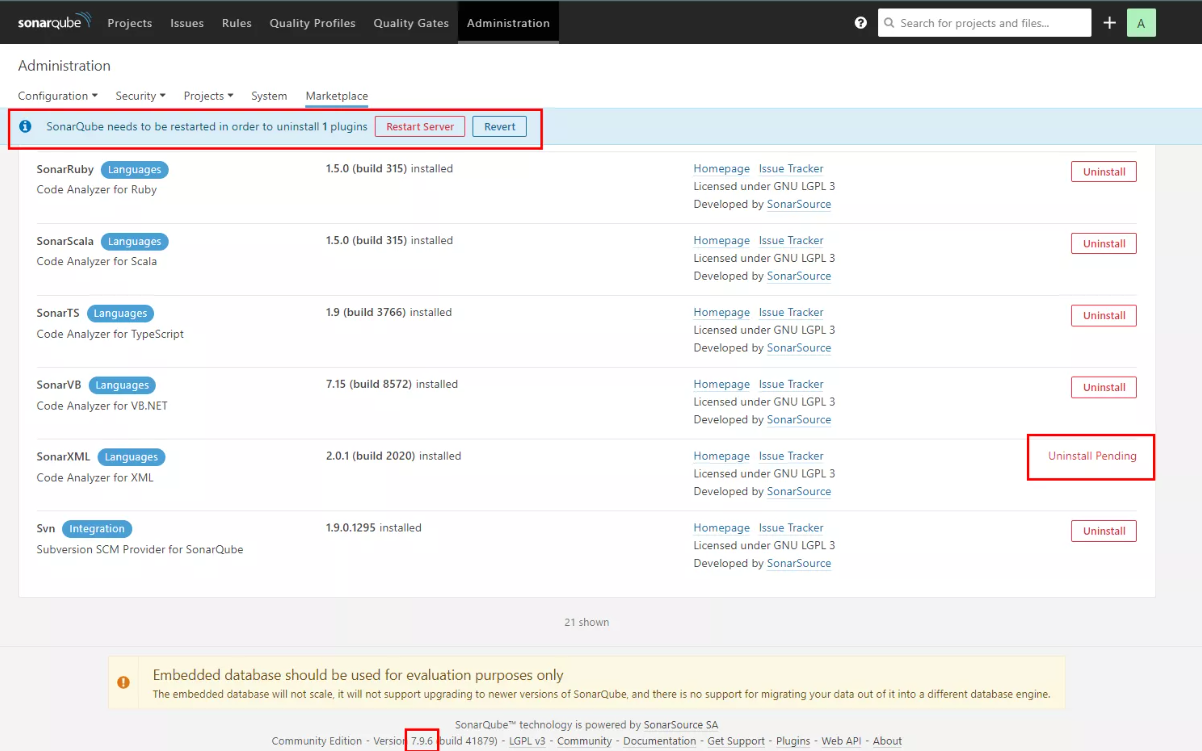 sonarqube Projects Issues Rules Quality Profiles Quality Gates Administration ? Search for projects and files... + A
Administration
Configuration Security Projects System Marketplace
SonarQube needs to be restarted in order to uninstall 1 plugins Restart Server Revert
SonarRuby Languages 1.5.0 (build 315) installed Homepage Issue Tracker Uninstall
Code Analyzer for Ruby Licensed under GNU LGPL 3
Developed by SonarSource
SonarScala Languages 1.5.0 (build 315) installed Homepage Issue Tracker Uninstall
Code Analyzer for Scala Licensed under GNU LGPL 3
Developed by SonarSource
SonarTS Languages 1.9 (build 3766) installed Homepage Issue Tracker Uninstall
Code Analyzer for TypeScript Licensed under GNU LGPL 3
Developed by SonarSource
SonarVB Languages 7.15 (build 8572) installed Homepage Issue Tracker Uninstall
Code Analyzer for VB.NET Licensed under GNU LGPL 3
Developed by SonarSource
SonarXML Languages 2.0.1 (build 2020) installed Homepage Issue Tracker Uninstall Pending
Code Analyzer for XML Licensed under GNU LGPL 3
Developed by SonarSource
Svn Integration 1.9.0.1295 installed Homepage Issue Tracker Uninstall
Subversion SCM Provider for SonarQube Licensed under GNU LGPL 3
Developed by SonarSource
21 shown
Embedded database should be used for evaluation purposes only
The embedded database will not scale, it will not support upgrading to newer versions of SonarQube, and there is no support for migrating your data out of it into a different database engine.
SonarQube™ technology is powered by SonarSource SA
Community Edition - Version 7.9.6 (build 41879) - LGPL v3 - Community - Documentation - Get Support - Plugins - Web API - About